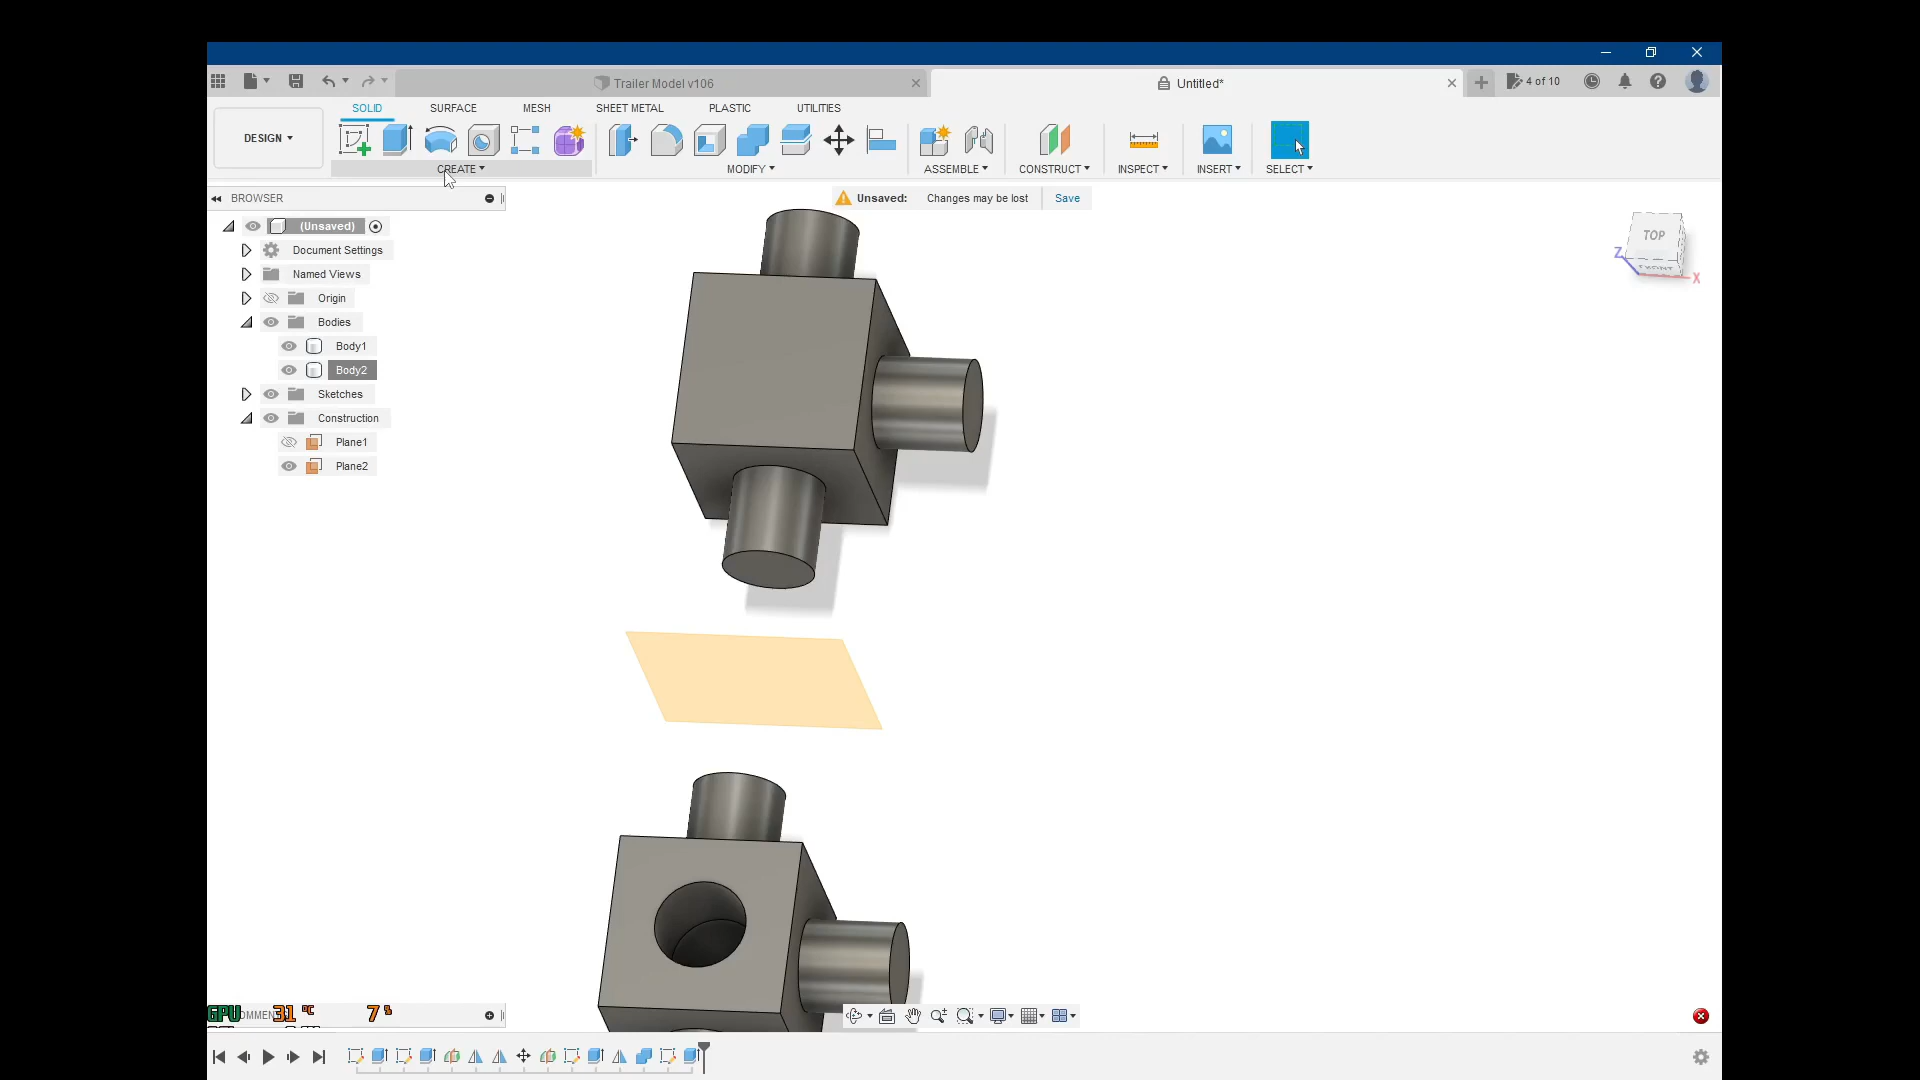 Trailer Model v106
Untitled*
4 of 10
DESIGN
SOLID
SURFACE
MESH
SHEET METAL
PLASTIC
UTILITIES
CREATE
MODIFY
ASSEMBLE
CONSTRUCT
INSPECT
INSERT
SELECT
BROWSER
Unsaved: Changes may be lost Save
(Unsaved)
Document Settings
Named Views
Origin
Bodies
Body1
Body2
Sketches
Construction
Plane1
Plane2
TOP
FRONT
Z
X
GPU 31 °C 7 %